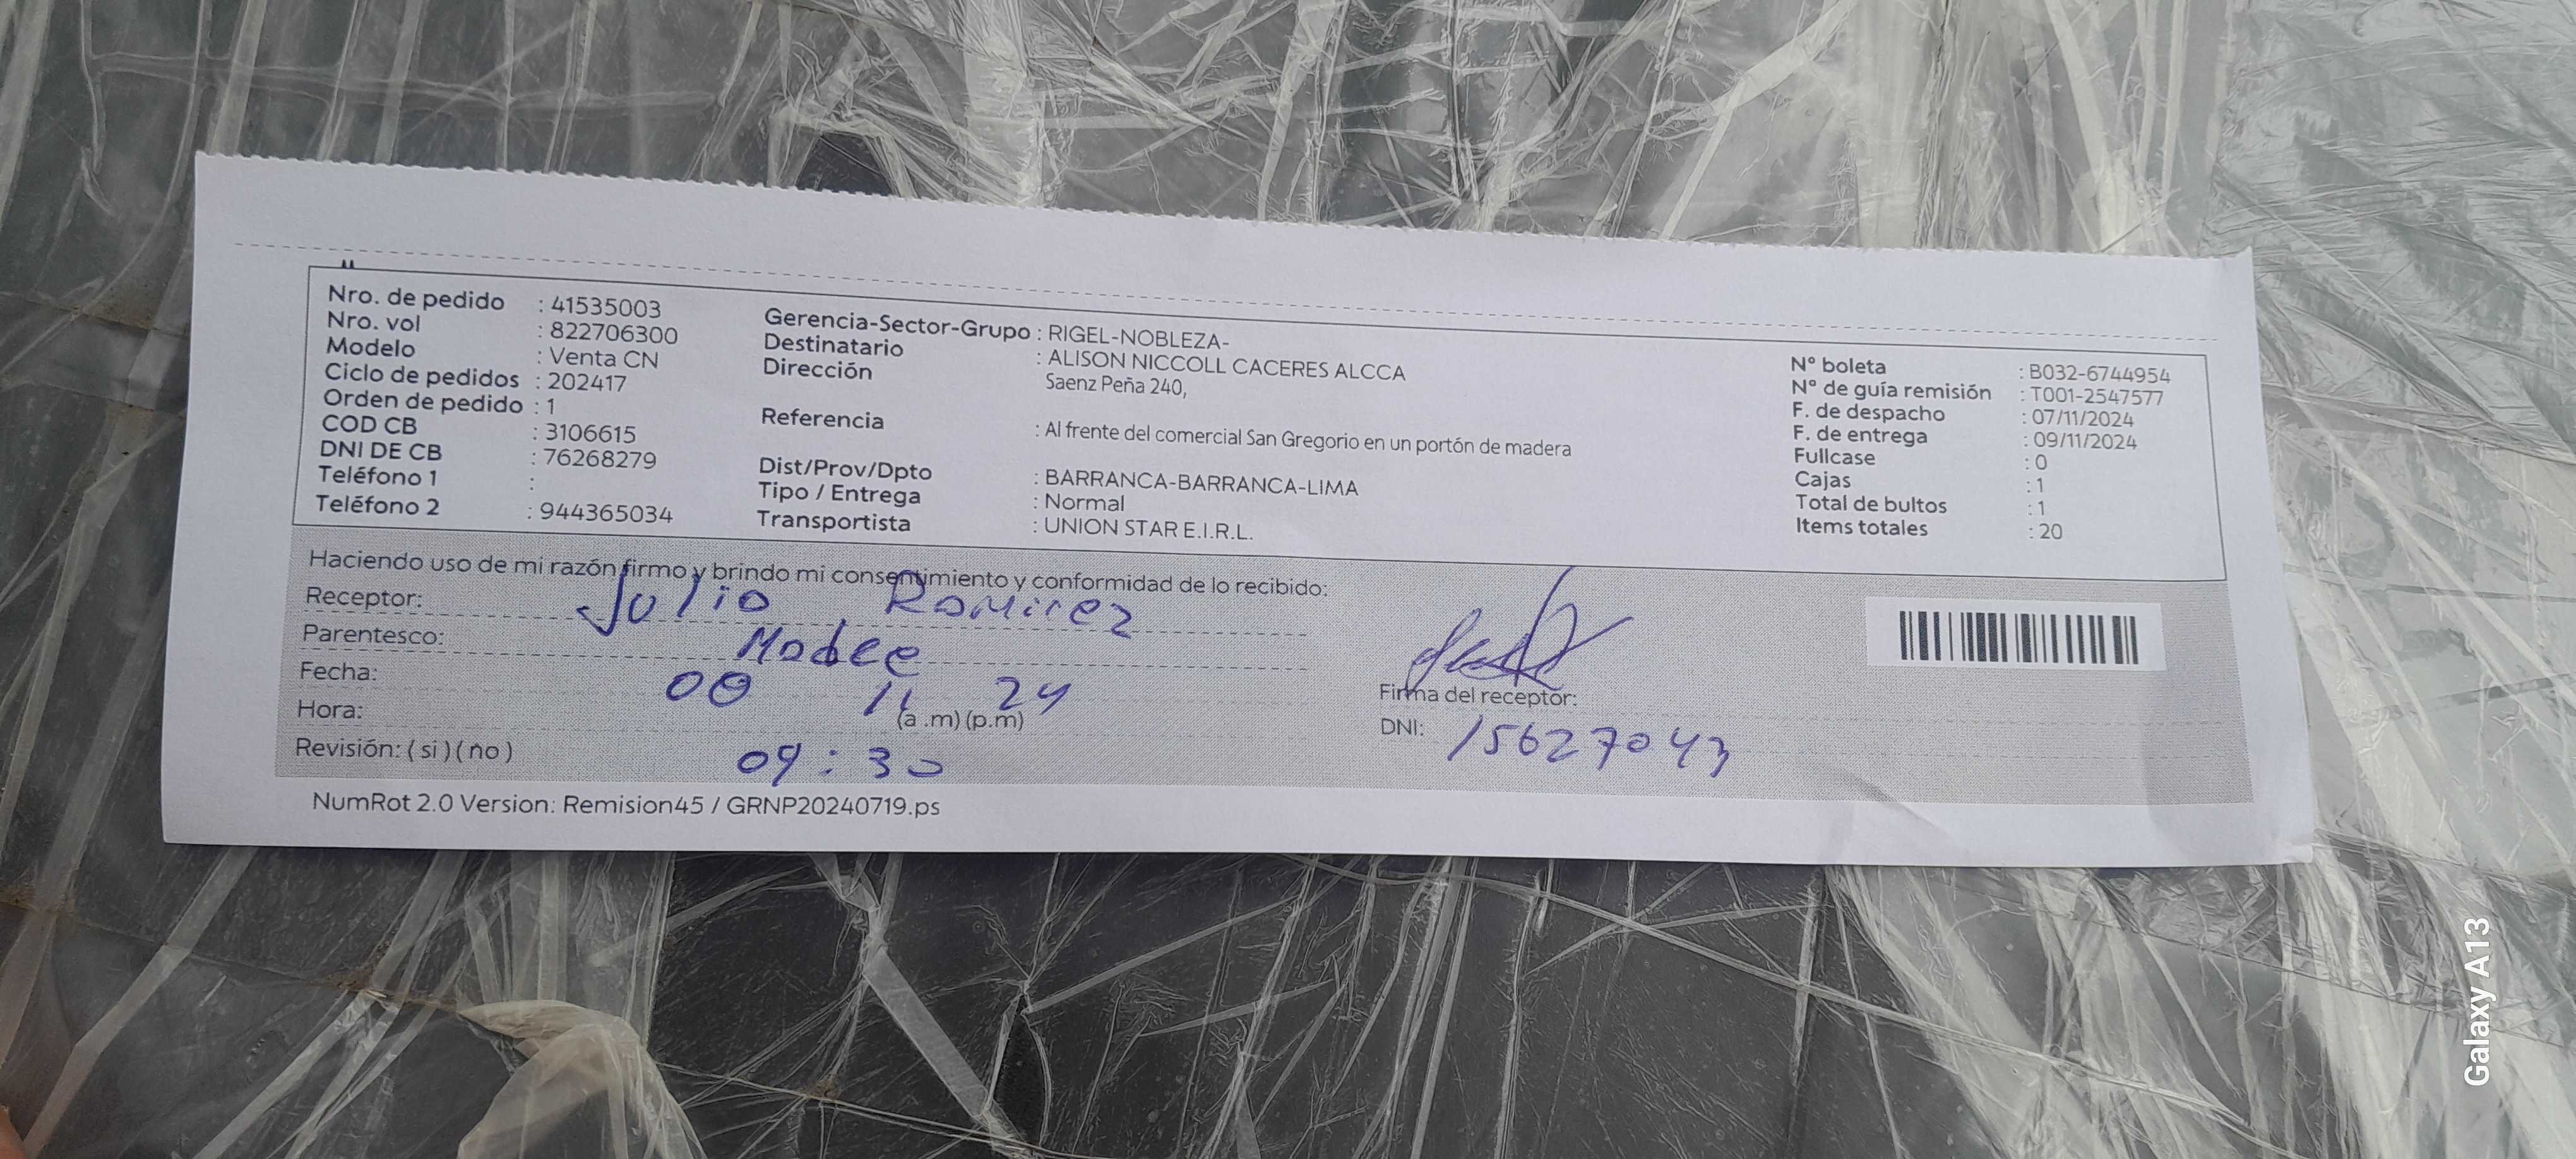 Nro. de pedido : 41535003
Nro. vol : 822706300
Modelo : Venta CN
Ciclo de pedidos : 202417
Orden de pedido : 1
COD CB : 3106615
DNI DE CB : 76268279
Teléfono 1 :
Teléfono 2 : 944365034
Gerencia-Sector-Grupo : RIGEL-NOBLEZA-
Destinatario : ALISON NICCOLL CACERES ALCCA
Dirección Saenz Peña 240,
Referencia : Al frente del comercial San Gregorio en un portón de madera
Dist/Prov/Dpto : BARRANCA-BARRANCA-LIMA
Tipo / Entrega : Normal
Transportista : UNION STAR E.I.R.L.
N° boleta : B032-6744954
N° de guía remisión : T001-2547577
F. de despacho : 07/11/2024
F. de entrega : 09/11/2024
Fullcase : 0
Cajas : 1
Total de bultos : 1
Items totales : 20
Haciendo uso de mi razón firmo y brindo mi consentimiento y conformidad de lo recibido:
Receptor: Julio Ramirez
Parentesco:
Fecha: 11 24
Hora: (a .m) (p.m)
Revisión: ( si ) ( no ) 09:30
Firma del receptor:
DNI: 15627043
NumRot 2.0 Version: Remision45 / GRNP20240719.ps
Galaxy A13